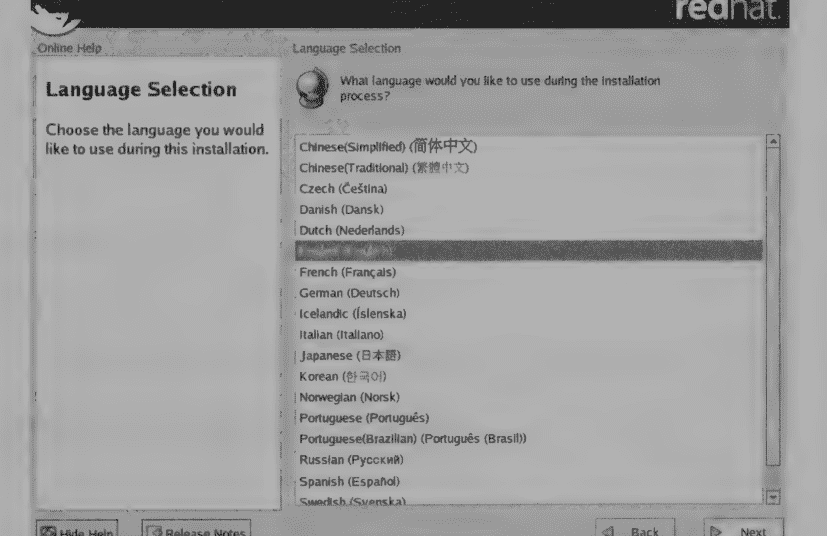 redhat.
Online Help
Language Selection
Language Selection
What language would you like to use during the installation
process?
Choose the language you would
like to use during this installation.
Chinese(Simplified) (简体中文)
Chinese(Traditional) (繁體中文)
Czech (Čeština)
Danish (Dansk)
Dutch (Nederlands)
French (Français)
German (Deutsch)
Icelandic (Íslenska)
Italian (Italiano)
Japanese (日本語)
Korean (한국어)
Norwegian (Norsk)
Portuguese (Português)
Portuguese(Brazilian) (Português (Brasil))
Russian (Русский)
Spanish (Español)
Swedish (Svenska)
Hide Help
Release Notes
Back
Next